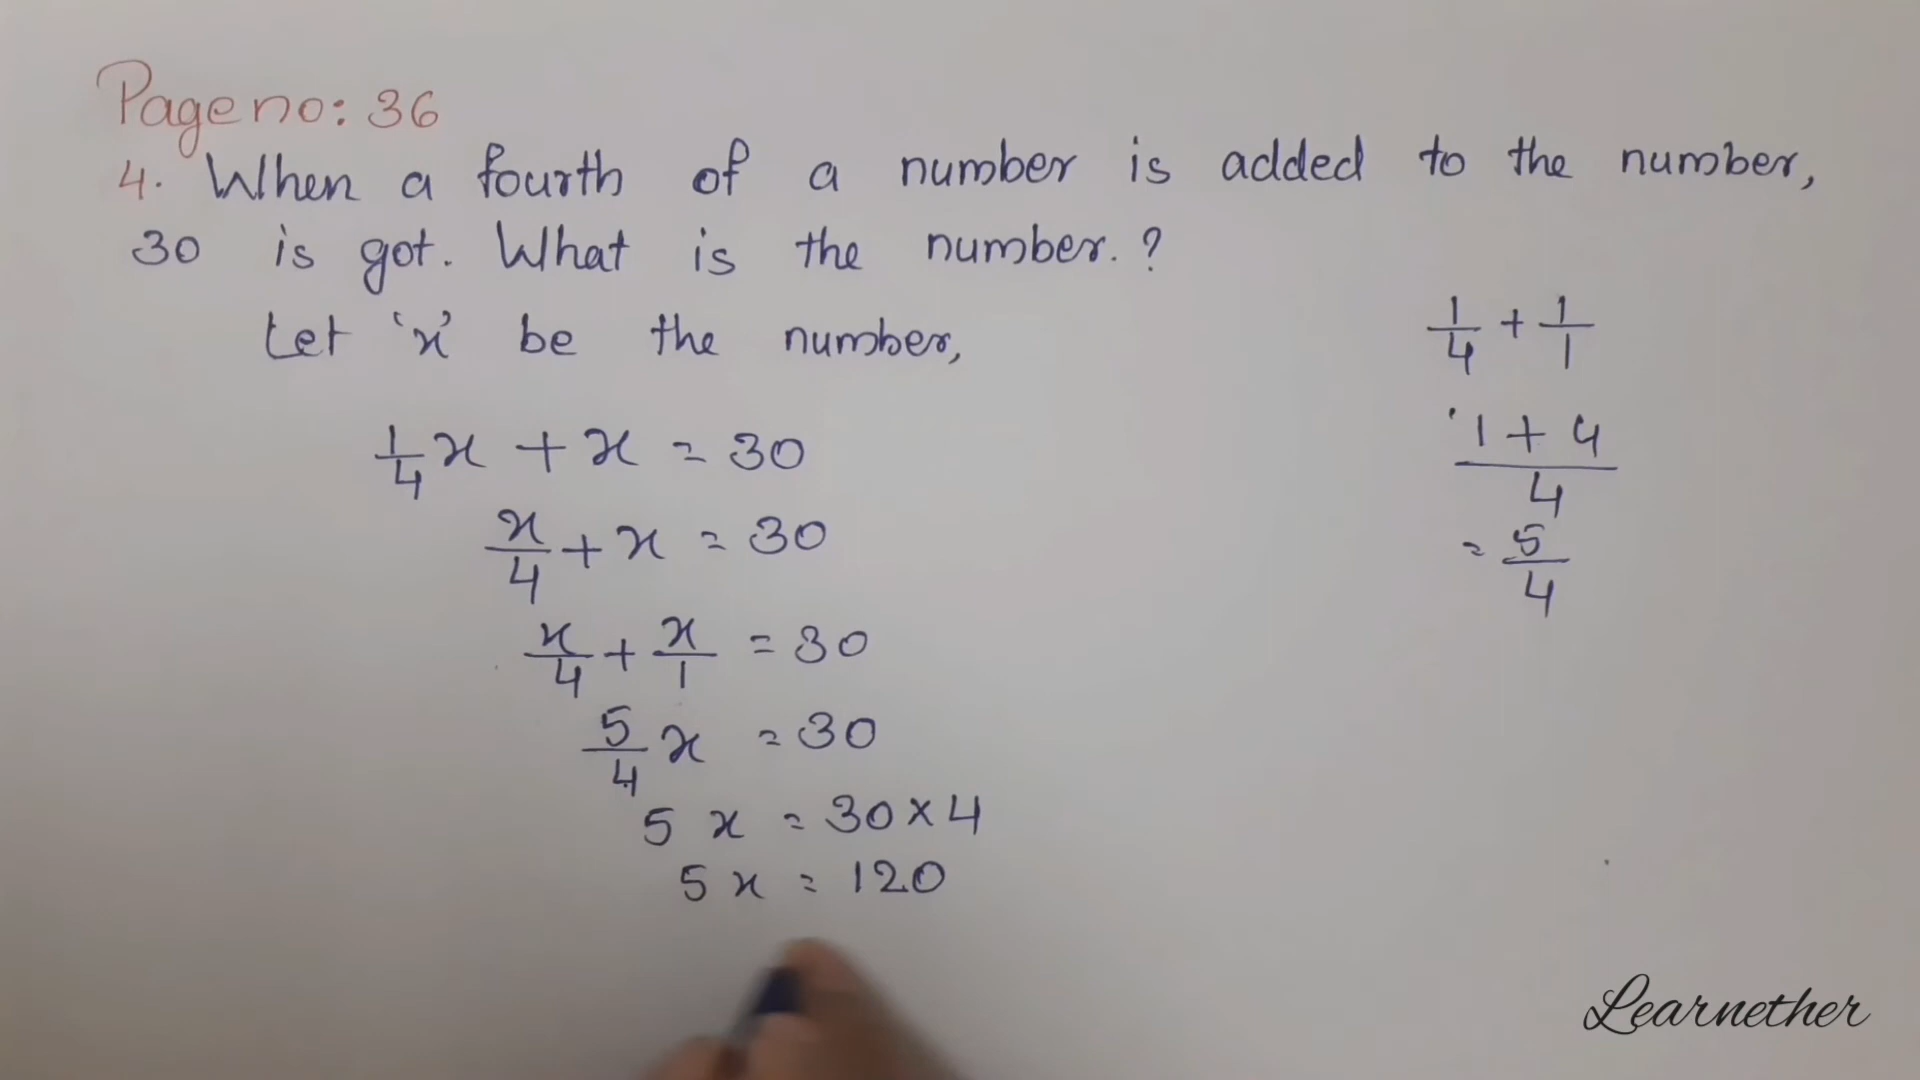 Page no: 36
4. When a fourth of a number is added to the number,
30 is got. What is the number.?
Let 'x' be the number,
1/4 x + x = 30
x/4 + x = 30
x/4 + x/1 = 30
5/4 x = 30
5 x = 30 × 4
5 x = 120
1/4 + 1/1
1 + 4 / 4
= 5/4
Learnether